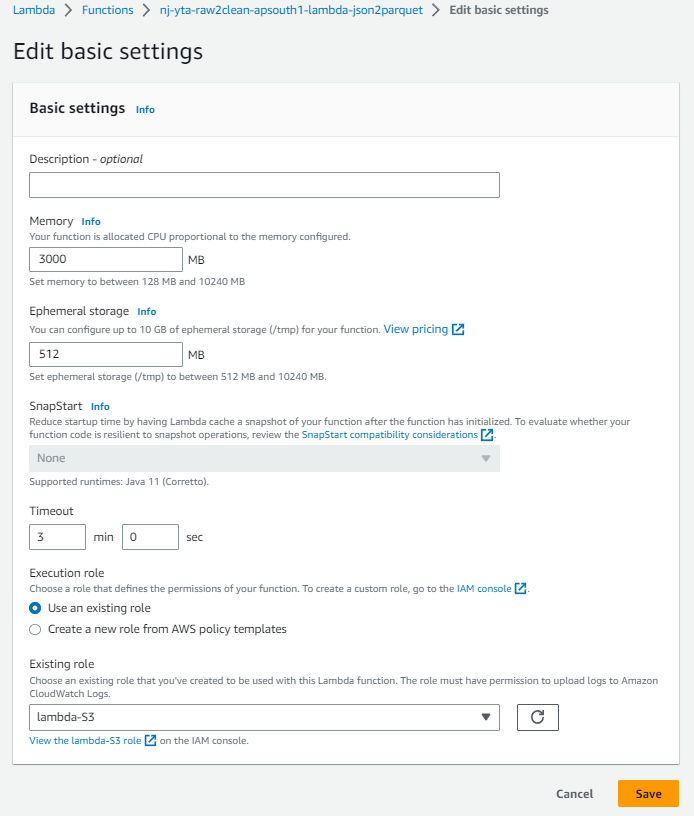 Lambda > Functions > nj-yta-raw2clean-apsouth1-lambda-json2parquet > Edit basic settings
Edit basic settings
Basic settings Info
Description - optional
Memory Info
Your function is allocated CPU proportional to the memory configured.
3000 MB
Set memory to between 128 MB and 10240 MB
Ephemeral storage Info
You can configure up to 10 GB of ephemeral storage (/tmp) for your function. View pricing
512 MB
Set ephemeral storage (/tmp) to between 512 MB and 10240 MB.
SnapStart Info
Reduce startup time by having Lambda cache a snapshot of your function after the function has initialized. To evaluate whether your
function code is resilient to snapshot operations, review the SnapStart compatibility considerations.
None
Supported runtimes: Java 11 (Corretto).
Timeout
3 min 0 sec
Execution role
Choose a role that defines the permissions of your function. To create a custom role, go to the IAM console.
Use an existing role
Create a new role from AWS policy templates
Existing role
Choose an existing role that you've created to be used with this Lambda function. The role must have permission to upload logs to Amazon
CloudWatch Logs.
lambda-S3
View the lambda-S3 role on the IAM console.
Cancel Save